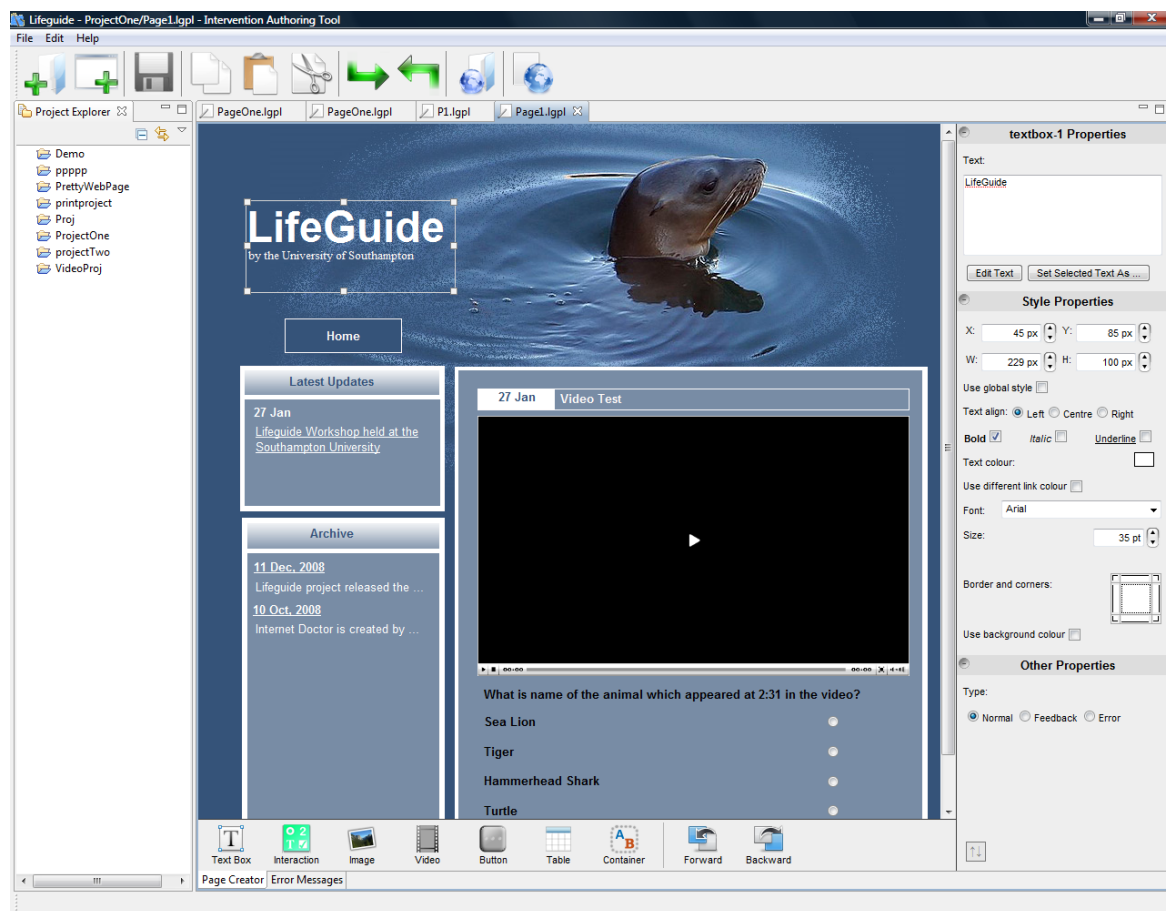 Lifeguide - ProjectOne/Page1.lgpl - Intervention Authoring Tool
File Edit Help
Project Explorer
Demo
ppppp
PrettyWebPage
printproject
Proj
ProjectOne
projectTwo
VideoProj
PageOne.lgpl PageOne.lgpl P1.lgpl Page1.lgpl
LifeGuide
by the University of Southampton
Home
Latest Updates
27 Jan
Lifeguide Workshop held at the
Southampton University
Archive
11 Dec, 2008
Lifeguide project released the ...
10 Oct, 2008
Internet Doctor is created by ...
27 Jan Video Test
00:00 00:00
What is name of the animal which appeared at 2:31 in the video?
Sea Lion
Tiger
Hammerhead Shark
Turtle
Text Box Interaction Image Video Button Table Container Forward Backward
Page Creator Error Messages
textbox-1 Properties
Text:
LifeGuide
Edit Text Set Selected Text As ...
Style Properties
X: 45 px Y: 85 px
W: 229 px H: 100 px
Use global style
Text align: Left Centre Right
Bold Italic Underline
Text colour:
Use different link colour
Font: Arial
Size: 35 pt
Border and corners:
Use background colour
Other Properties
Type:
Normal Feedback Error